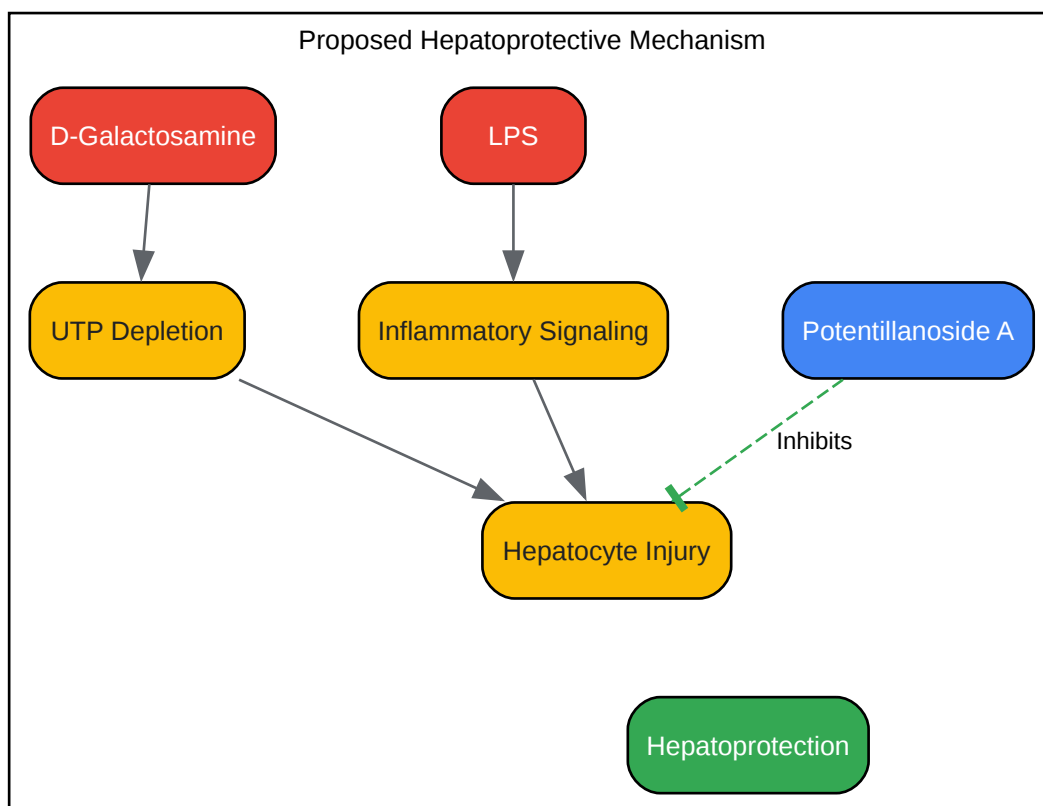 Proposed Hepatoprotective Mechanism
D-Galactosamine
LPS
UTP Depletion
Inflammatory Signaling
Potentillanoside A
Inhibits
Hepatocyte Injury
Hepatoprotection